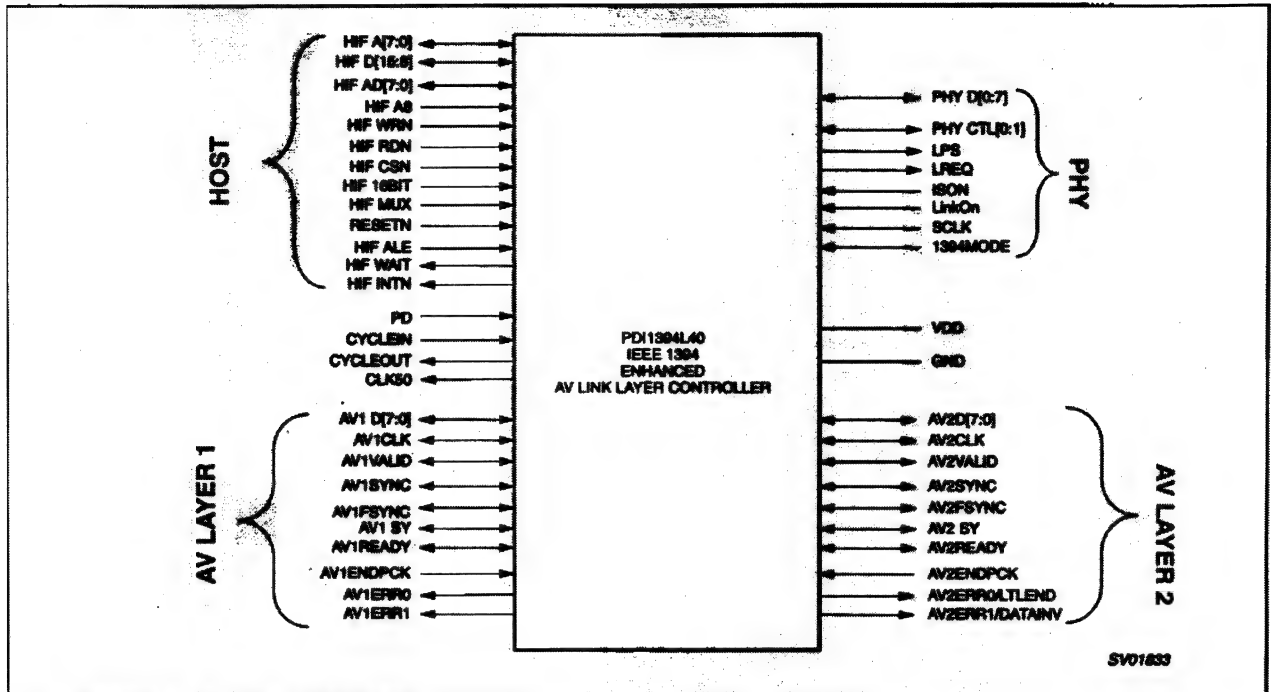 HOST
HIF A[7:0]
HIF D[15:8]
HIF AD[7:0]
HIF A8
HIF WRN
HIF RDN
HIF CSN
HIF 16BIT
HIF MUX
RESETN
HIF ALE
HIF WAIT
HIF INTN
PD
CYCLEIN
CYCLEOUT
CLK50
AV LAYER 1
AV1 D[7:0]
AV1CLK
AV1VALID
AV1SYNC
AV1FSYNC
AV1 SY
AV1READY
AV1ENDPCK
AV1ERR0
AV1ERR1
PDI1394L40
IEEE 1394
ENHANCED
AV LINK LAYER CONTROLLER
PHY D[0:7]
PHY CTL[0:1]
LPS
LREQ
ISON
LinkOn
SCLK
1394MODE
PHY
VDD
GND
AV2D[7:0]
AV2CLK
AV2VALID
AV2SYNC
AV2FSYNC
AV2 SY
AV2READY
AV2ENDPCK
AV2ERR0/LTLEND
AV2ERR1/DATAINV
AV LAYER 2
SV01833